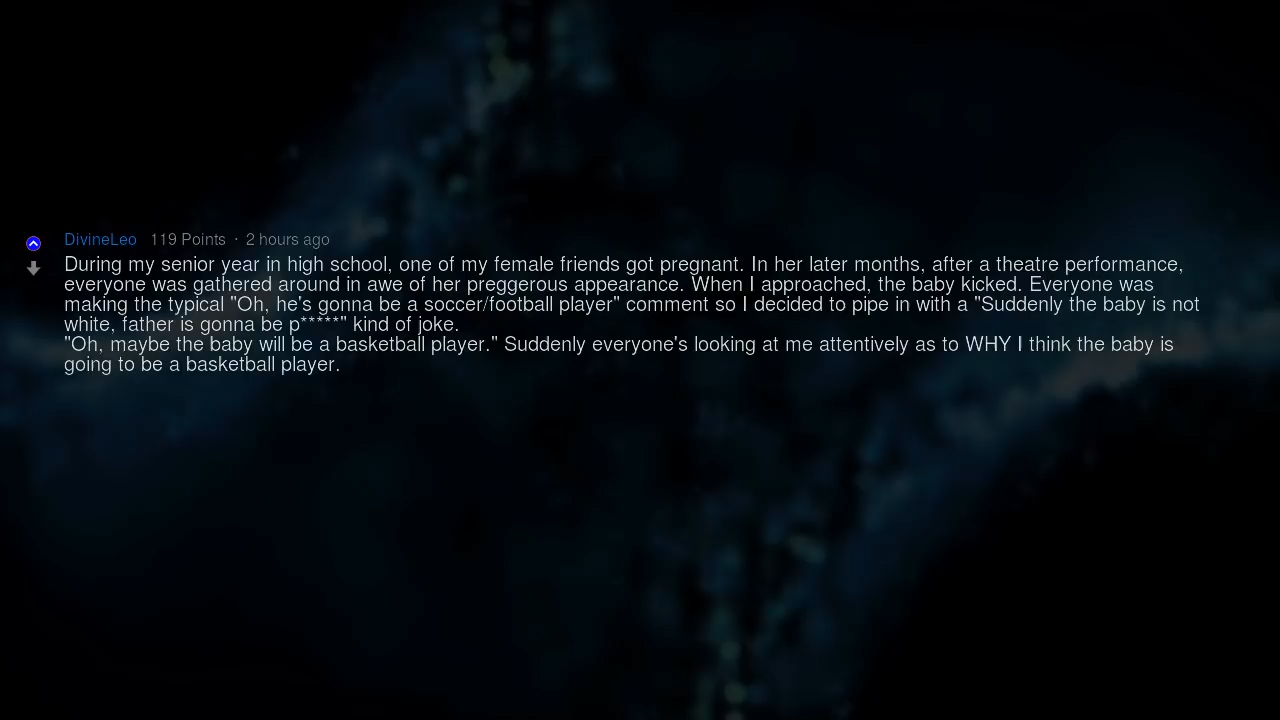 DivineLeo 119 Points · 2 hours ago
During my senior year in high school, one of my female friends got pregnant. In her later months, after a theatre performance,
everyone was gathered around in awe of her preggerous appearance. When I approached, the baby kicked. Everyone was
making the typical "Oh, he's gonna be a soccer/football player" comment so I decided to pipe in with a "Suddenly the baby is not
white, father is gonna be p*****" kind of joke.
"Oh, maybe the baby will be a basketball player." Suddenly everyone's looking at me attentively as to WHY I think the baby is
going to be a basketball player.